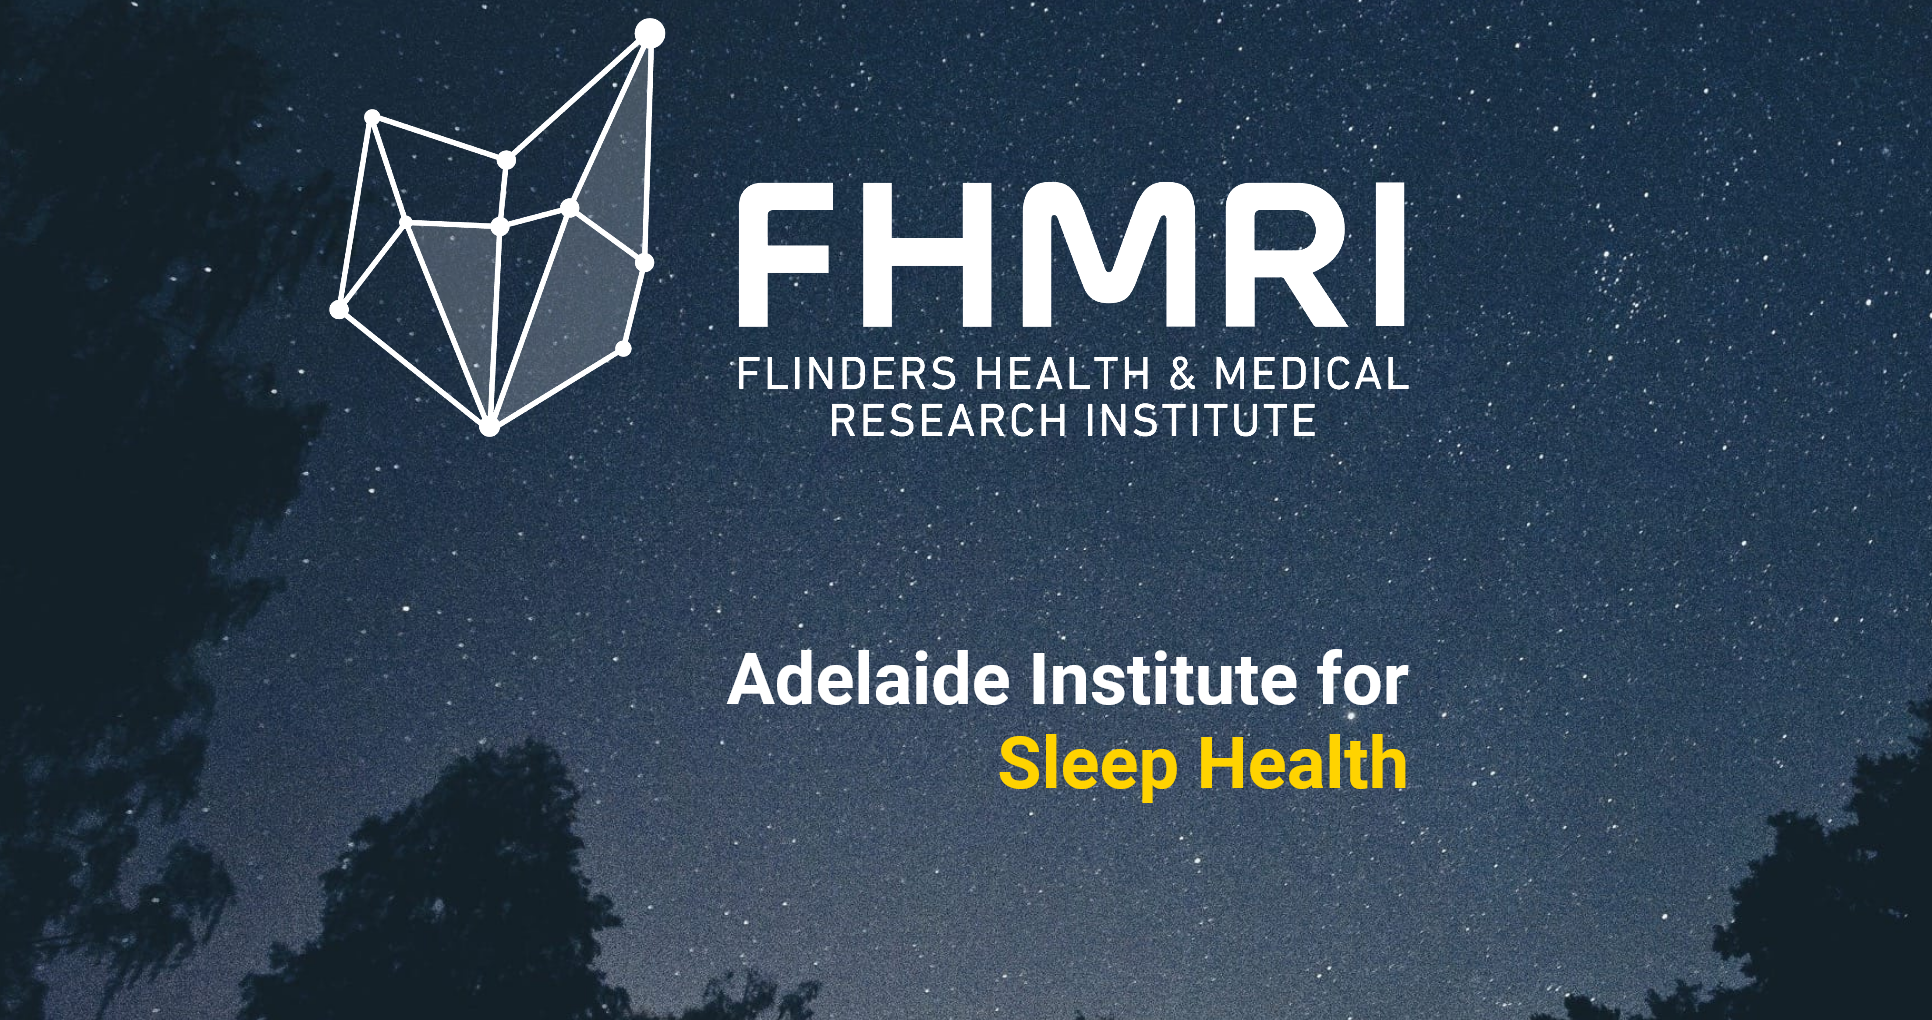 FHMRI
FLINDERS HEALTH & MEDICAL
RESEARCH INSTITUTE
Adelaide Institute for
Sleep Health